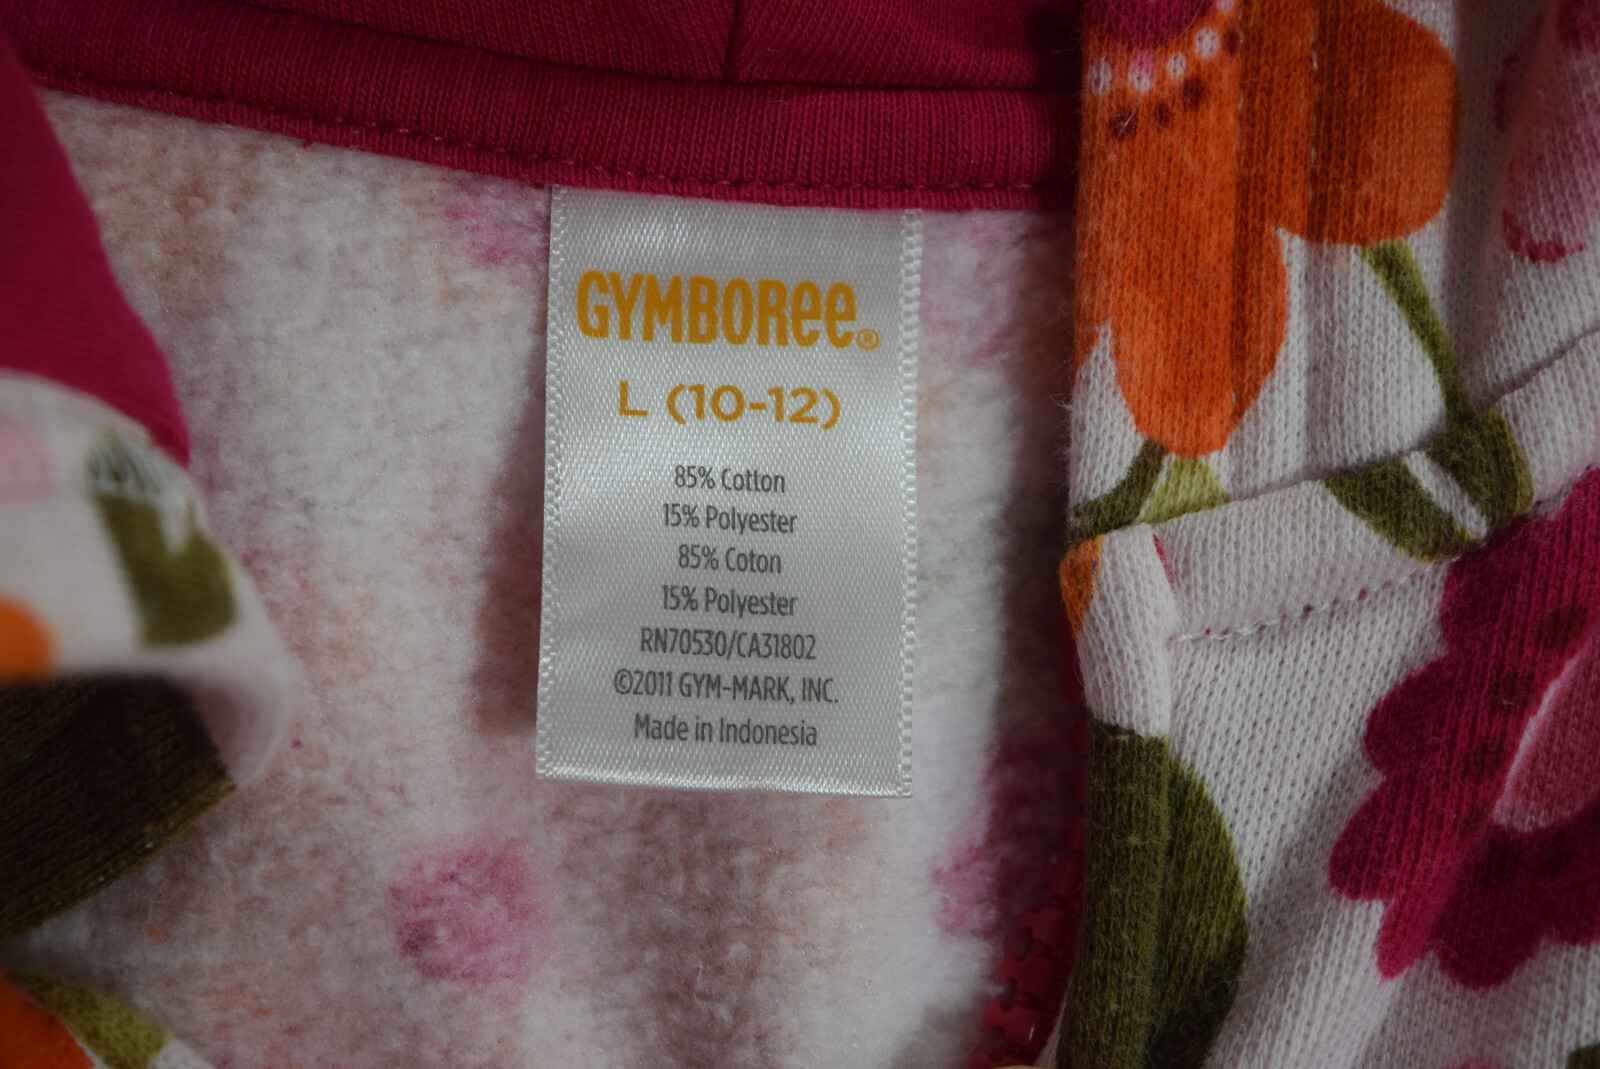 GYMBOREE®
L (10-12)
85% Cotton
15% Polyester
85% Coton
15% Polyester
RN70530/CA31802
©2011 GYM-MARK, INC.
Made in Indonesia